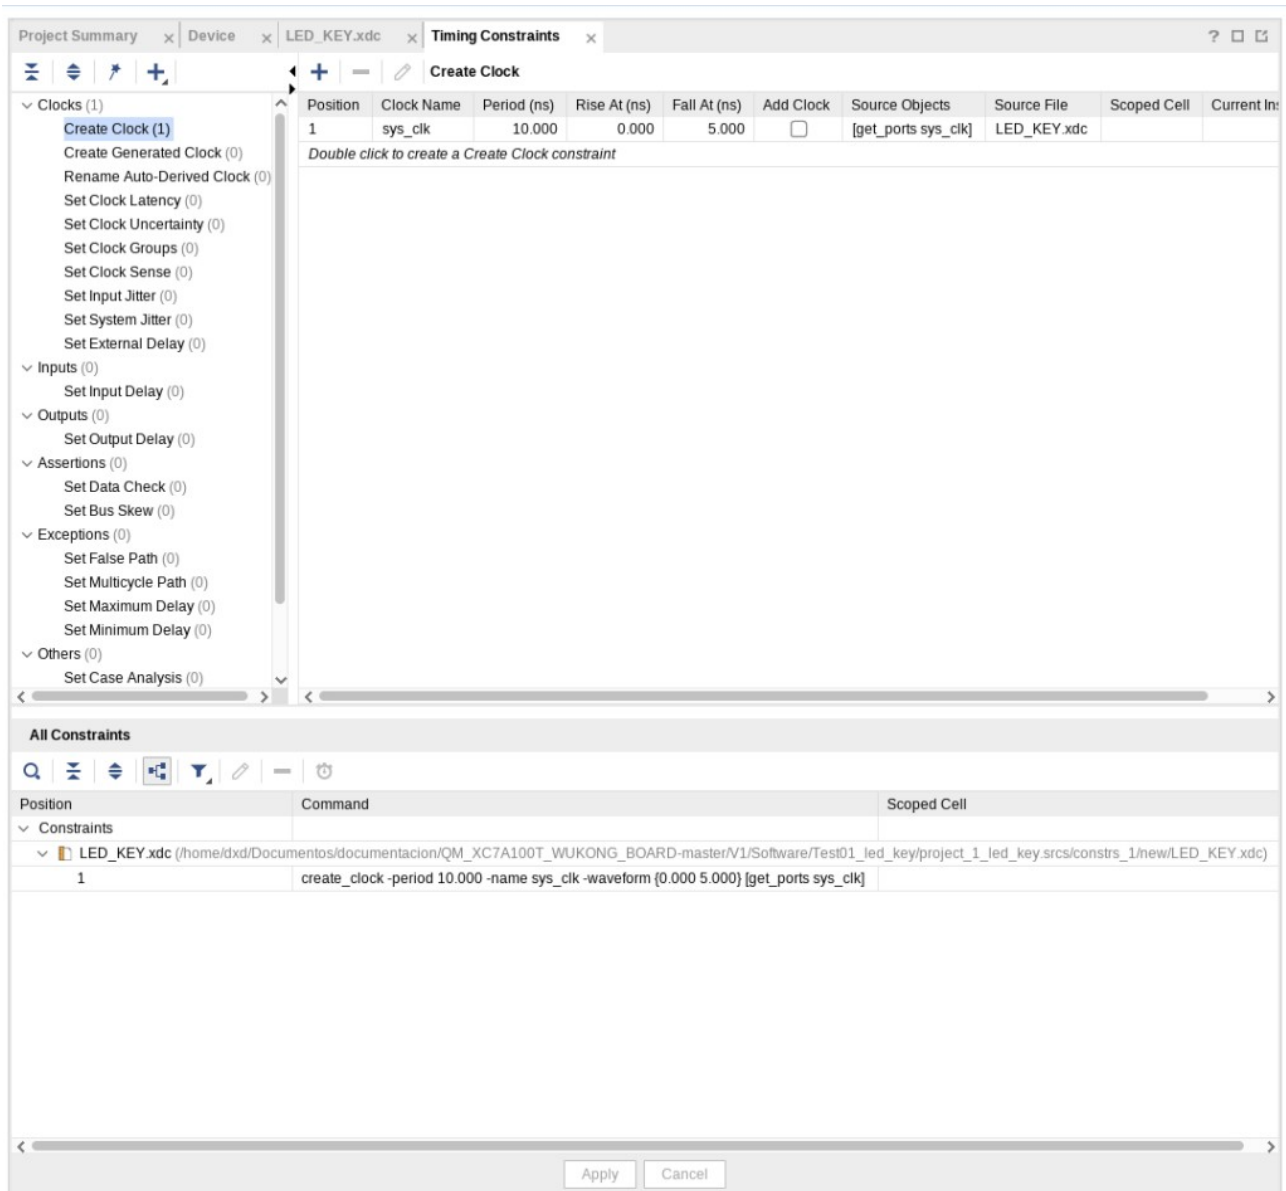 Project Summary Device LED_KEY.xdc Timing Constraints ?
Create Clock
Clocks (1)
Create Clock (1)
Create Generated Clock (0)
Rename Auto-Derived Clock (0)
Set Clock Latency (0)
Set Clock Uncertainty (0)
Set Clock Groups (0)
Set Clock Sense (0)
Set Input Jitter (0)
Set System Jitter (0)
Set External Delay (0)
Inputs (0)
Set Input Delay (0)
Outputs (0)
Set Output Delay (0)
Assertions (0)
Set Data Check (0)
Set Bus Skew (0)
Exceptions (0)
Set False Path (0)
Set Multicycle Path (0)
Set Maximum Delay (0)
Set Minimum Delay (0)
Others (0)
Set Case Analysis (0)
Position Clock Name Period (ns) Rise At (ns) Fall At (ns) Add Clock Source Objects Source File Scoped Cell Current Ins
1 sys_clk 10.000 0.000 5.000 [get_ports sys_clk] LED_KEY.xdc
Double click to create a Create Clock constraint
All Constraints
Position Command Scoped Cell
Constraints
LED_KEY.xdc (/home/dxd/Documentos/documentacion/QM_XC7A100T_WUKONG_BOARD-master/V1/Software/Test01_led_key/project_1_led_key.srcs/constrs_1/new/LED_KEY.xdc)
1 create_clock -period 10.000 -name sys_clk -waveform {0.000 5.000} [get_ports sys_clk]
Apply Cancel